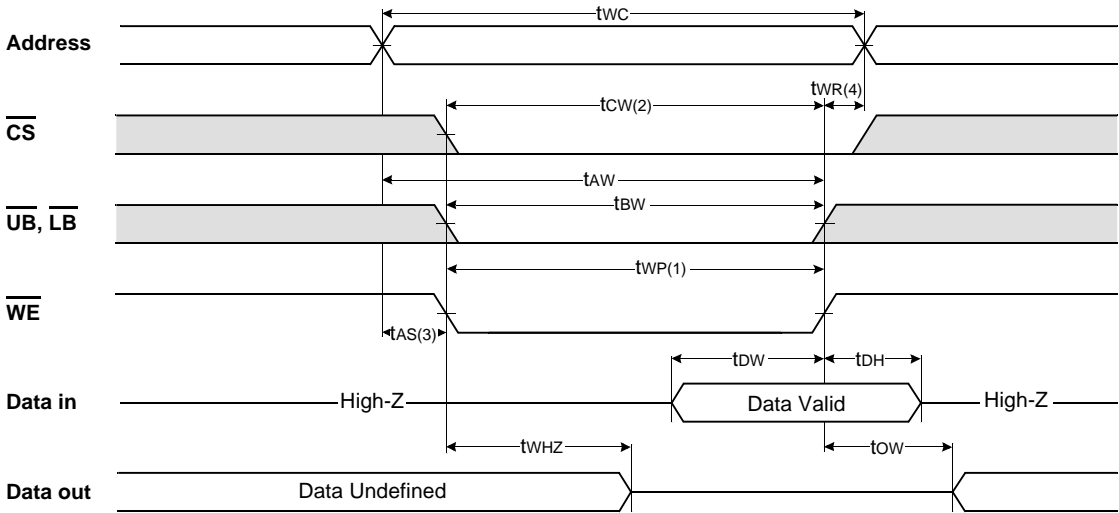 tWC
Address
tCW(2)
tWR(4)
CS
tAW
UB, LB
tBW
tWP(1)
WE
tAS(3)
tDW
tDH
Data in
High-Z
Data Valid
High-Z
tWHZ
tOW
Data out
Data Undefined